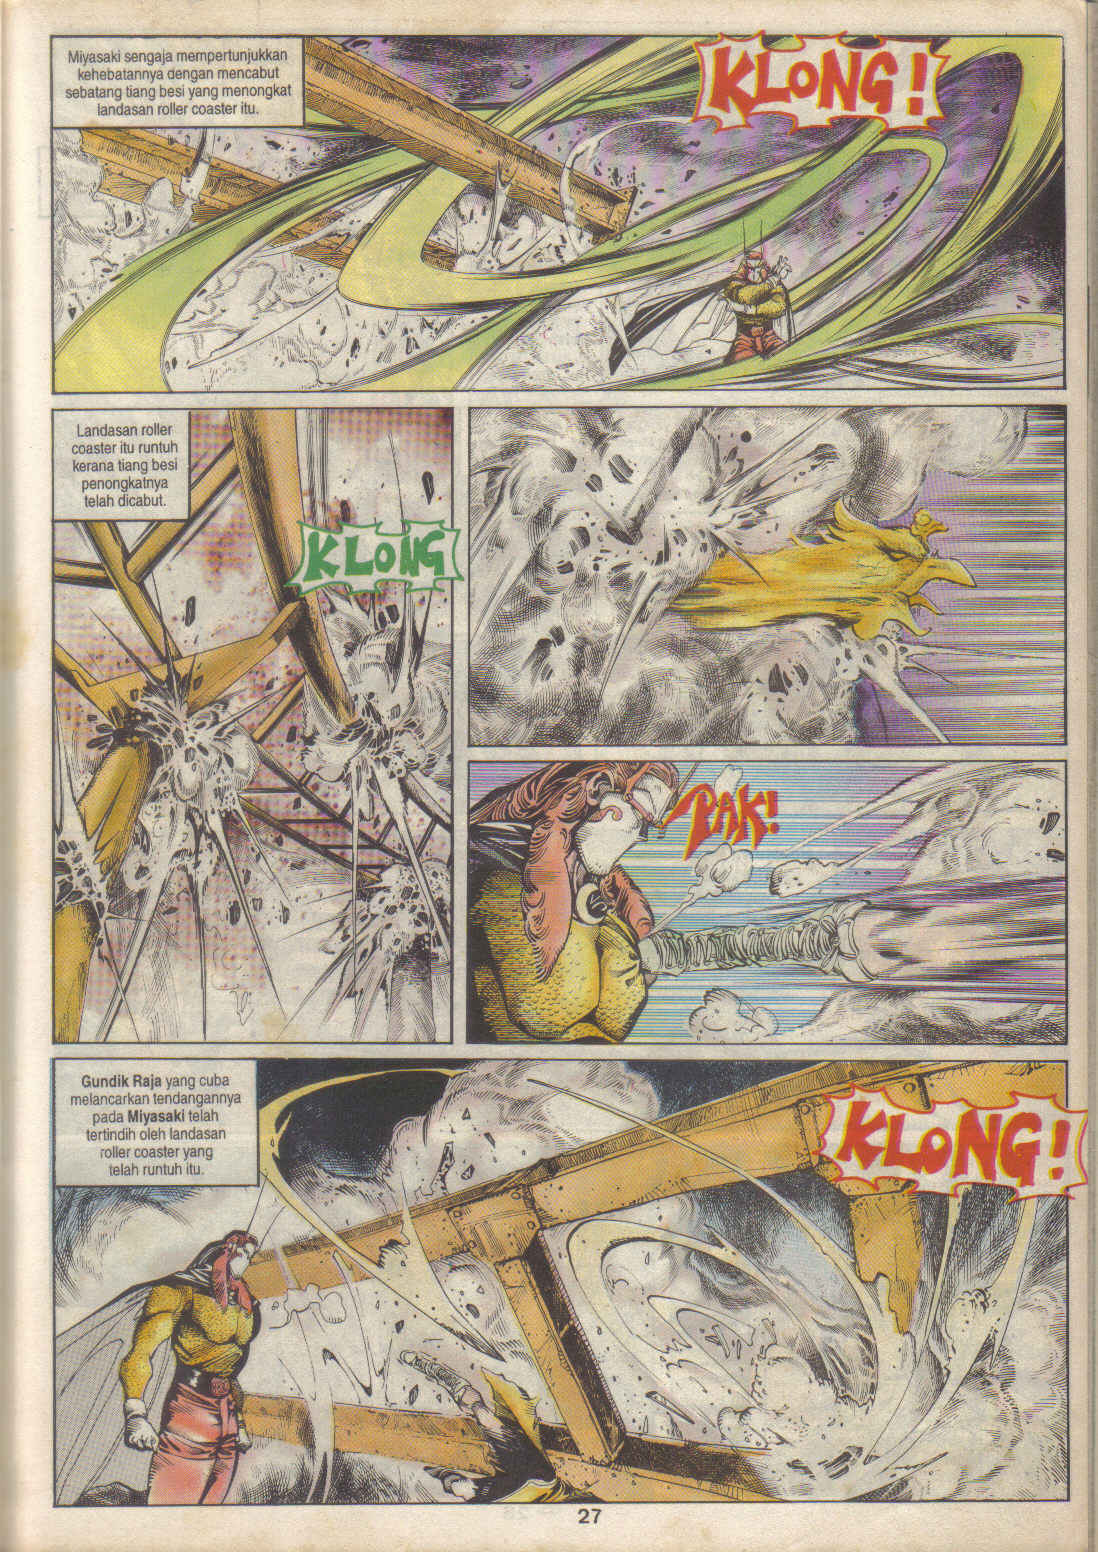 Miyasaki sengaja mempertunjukkan
kehebatannya dengan mencabut
sebatang tiang besi yang menongkat
landasan roller coaster itu.
KLONG!
Landasan roller
coaster itu runtuh
kerana tiang besi
penongkatnya
telah dicabut.
KLONG
PAK!
Gundik Raja yang cuba
melancarkan tendangannya
pada Miyasaki telah
tertindih oleh landasan
roller coaster yang
telah runtuh itu.
KLONG!
27